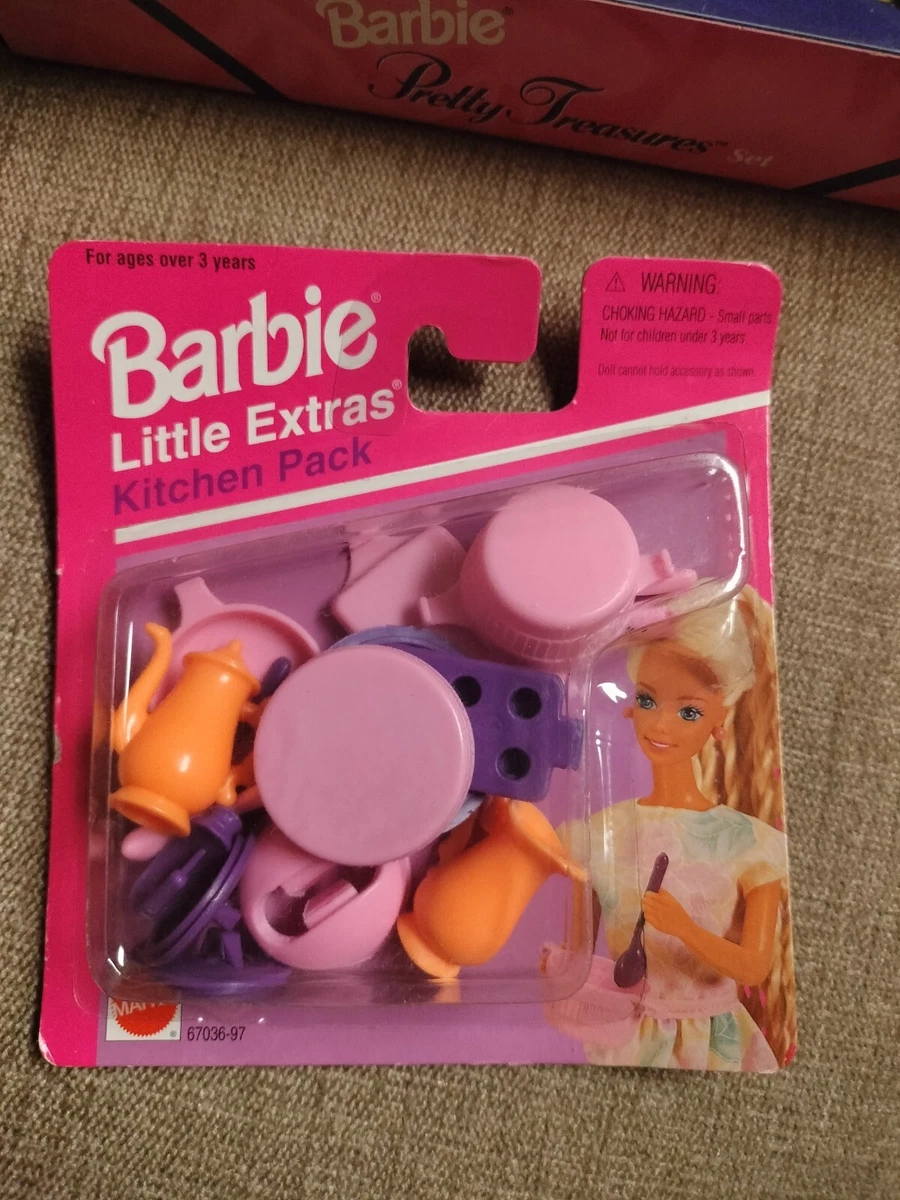 Barbie®
Pretty Treasures™ Set
For ages over 3 years
Barbie®
Little Extras®
Kitchen Pack
⚠ WARNING:
CHOKING HAZARD - Small parts
Not for children under 3 years.
Doll cannot hold accessory as shown.
®
67036-97